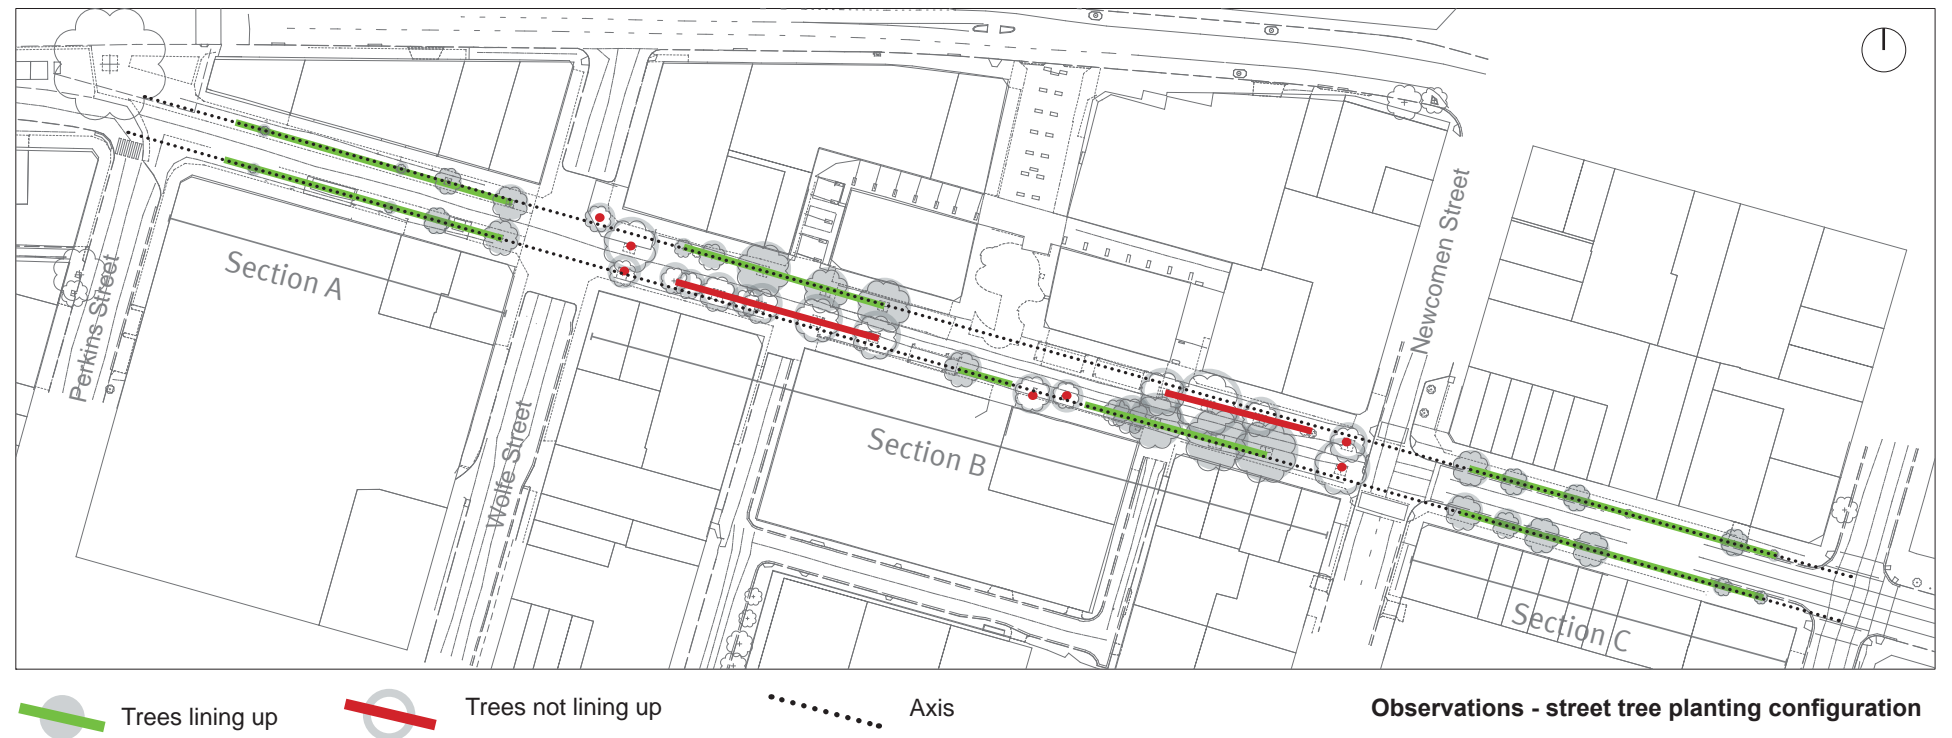 Perkins Street
Section A
Wolfe Street
Section B
Newcomen Street
Section C
Trees lining up
Trees not lining up
Axis
Observations - street tree planting configuration